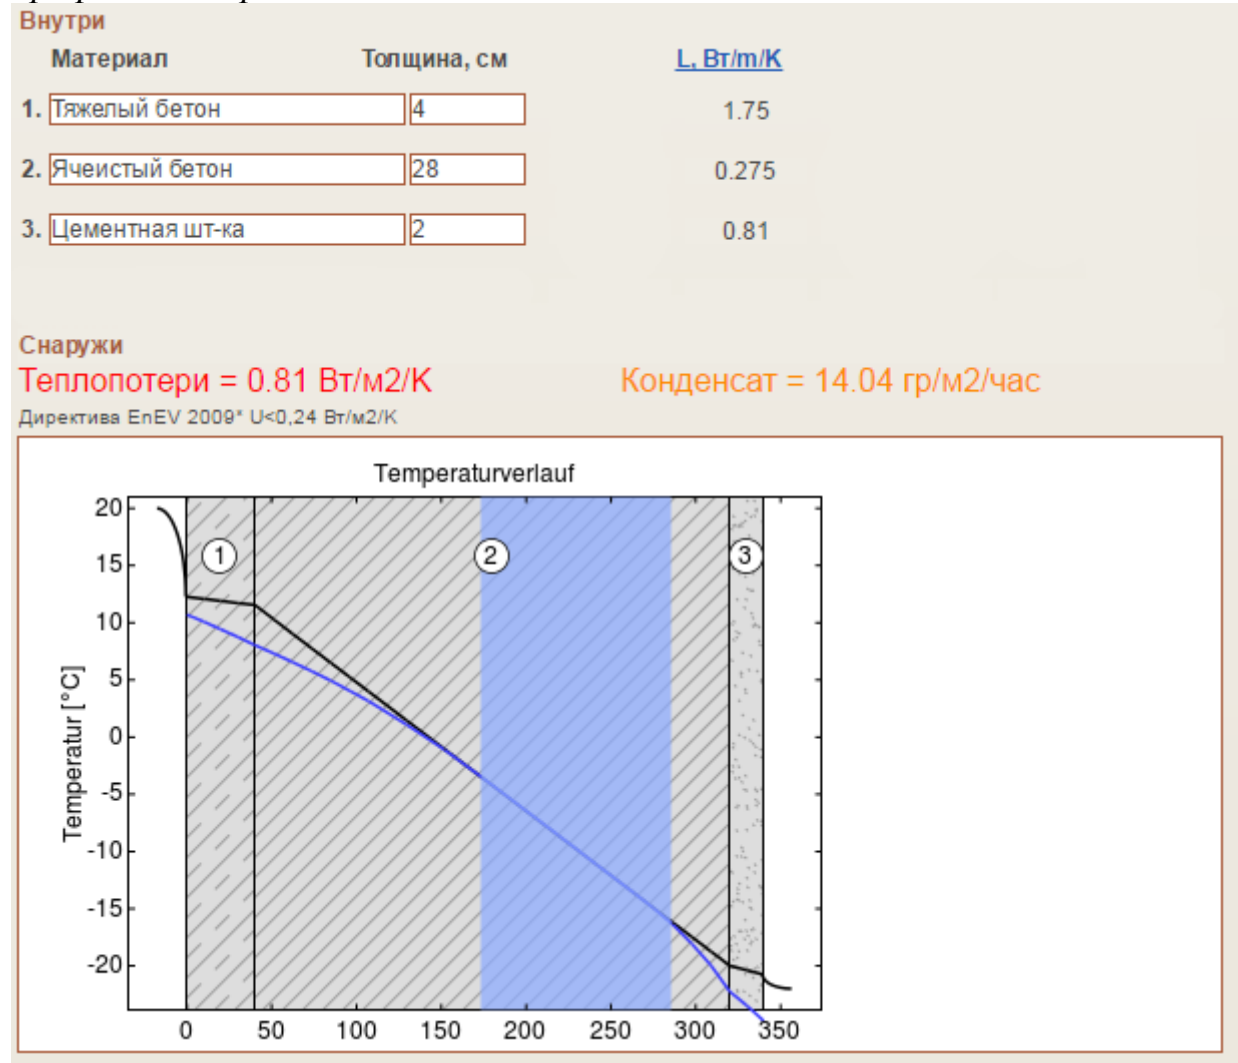 Внутри
Материал Толщина, см L, Вт/m/K
1. Тяжелый бетон 4 1.75
2. Ячеистый бетон 28 0.275
3. Цементная шт-ка 2 0.81
Снаружи
Теплопотери = 0.81 Вт/м2/K Конденсат = 14.04 гр/м2/час
Директива EnEV 2009* U<0,24 Вт/м2/K
Temperaturverlauf
Temperatur [°C]
20
15
10
5
0
-5
-10
-15
-20
1 2 3
0 50 100 150 200 250 300 350